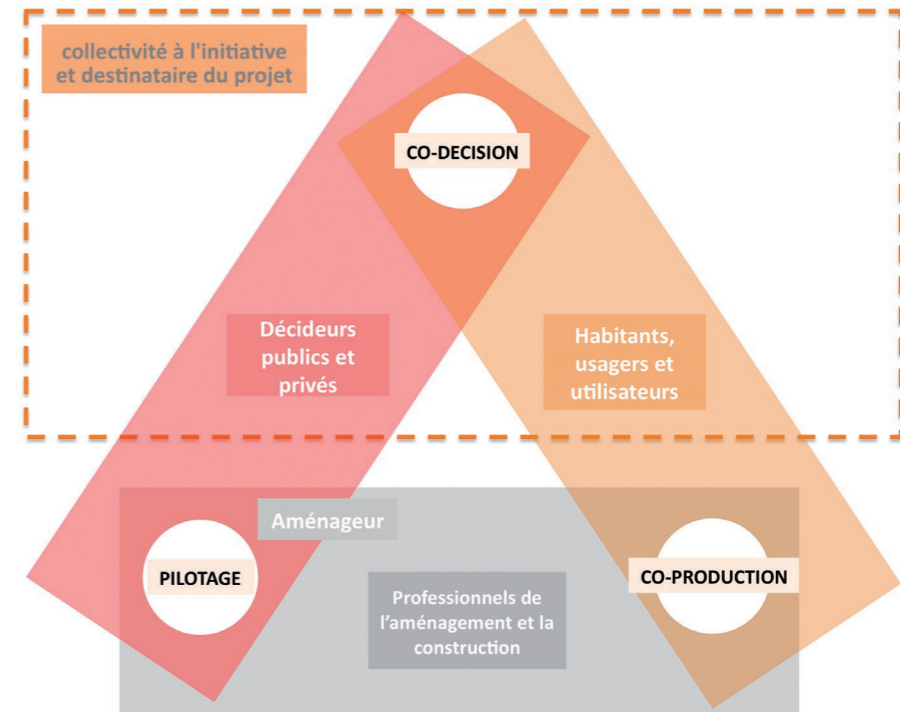 collectivité à l'initiative
et destinataire du projet
CO-DECISION
Décideurs
publics et
privés
Habitants,
usagers et
utilisateurs
Aménageur
PILOTAGE
CO-PRODUCTION
Professionnels de
l’aménagement et la
construction